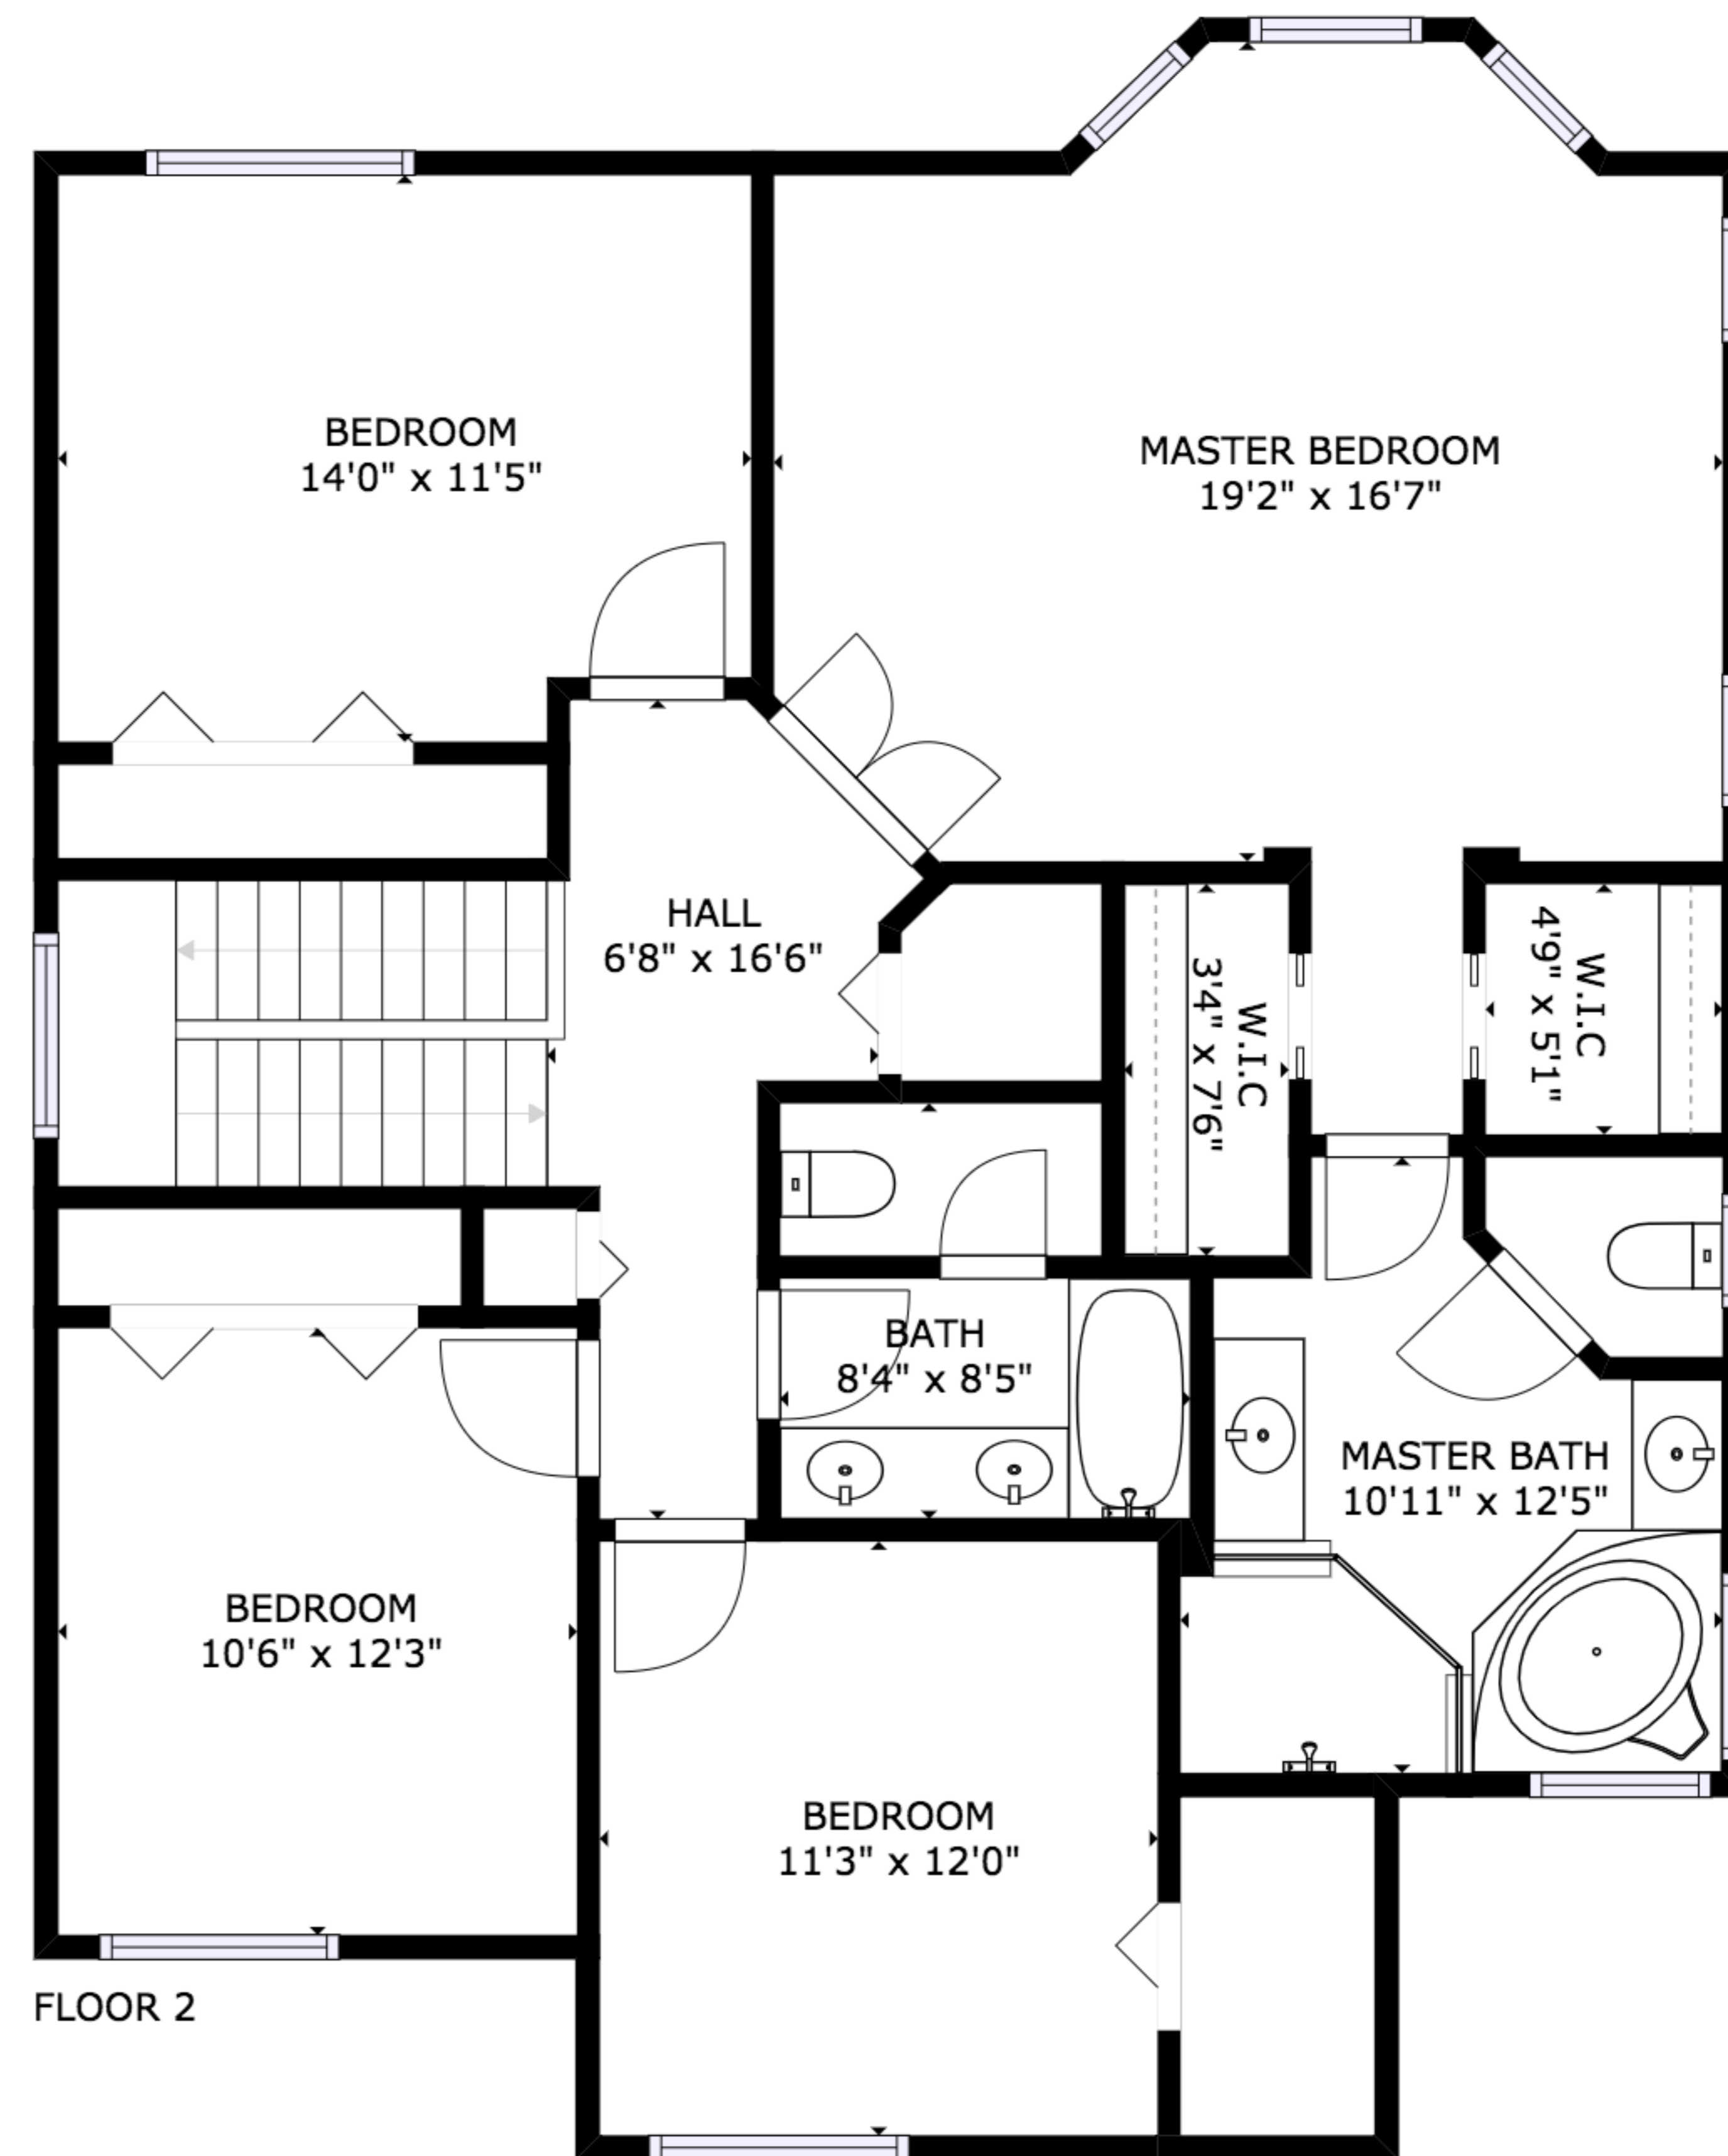 BEDROOM
14'0" x 11'5"
MASTER BEDROOM
19'2" x 16'7"
HALL
6'8" x 16'6"
W.I.C
3'4" x 7'6"
W.I.C
4'9" x 5'1"
BATH
8'4" x 8'5"
MASTER BATH
10'11" x 12'5"
BEDROOM
10'6" x 12'3"
BEDROOM
11'3" x 12'0"
FLOOR 2